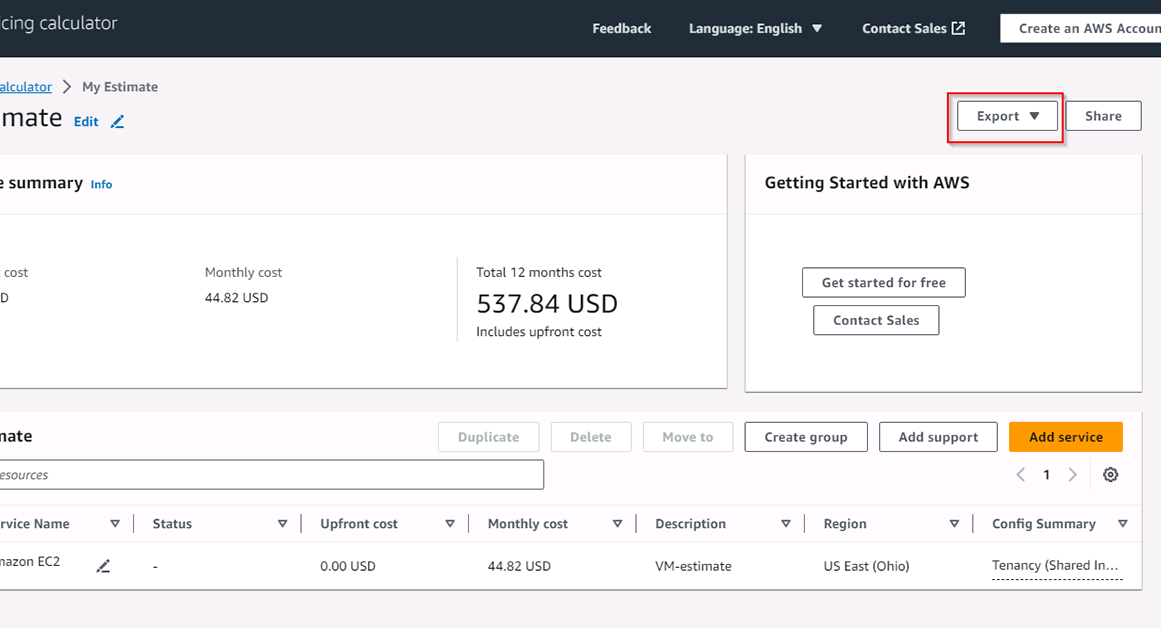 icing calculator
Feedback Language: English Contact Sales Create an AWS Accoun
alculator My Estimate
mate Edit
Export Share
e summary Info
Getting Started with AWS
cost Monthly cost Total 12 months cost
D 44.82 USD 537.84 USD
Includes upfront cost
Get started for free
Contact Sales
mate Duplicate Delete Move to Create group Add support Add service
esources 1
rvice Name Status Upfront cost Monthly cost Description Region Config Summary
mazon EC2 - 0.00 USD 44.82 USD VM-estimate US East (Ohio) Tenancy (Shared In...